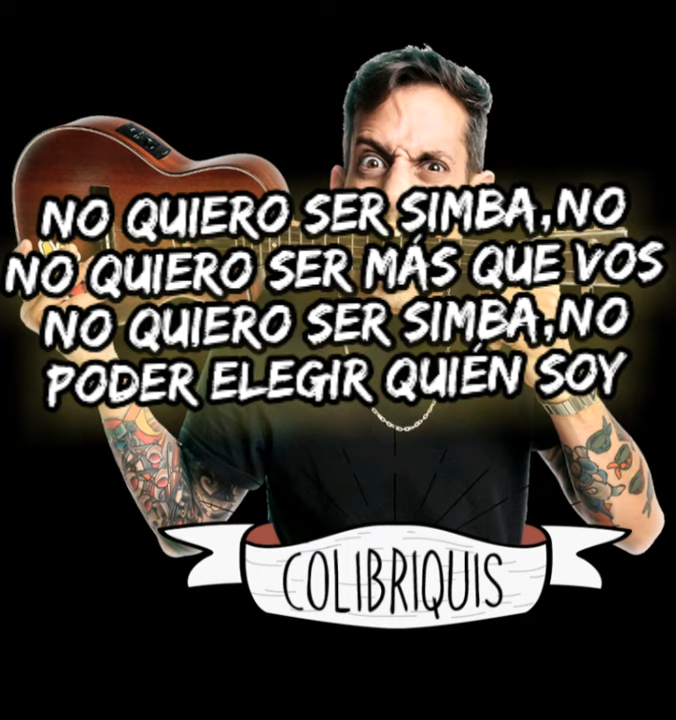 NO QUIERO SER SIMBA,NO
NO QUIERO SER MÁS QUE VOS
NO QUIERO SER SIMBA,NO
PODER ELEGIR QUIÉN SOY
COLIBRIQUIS